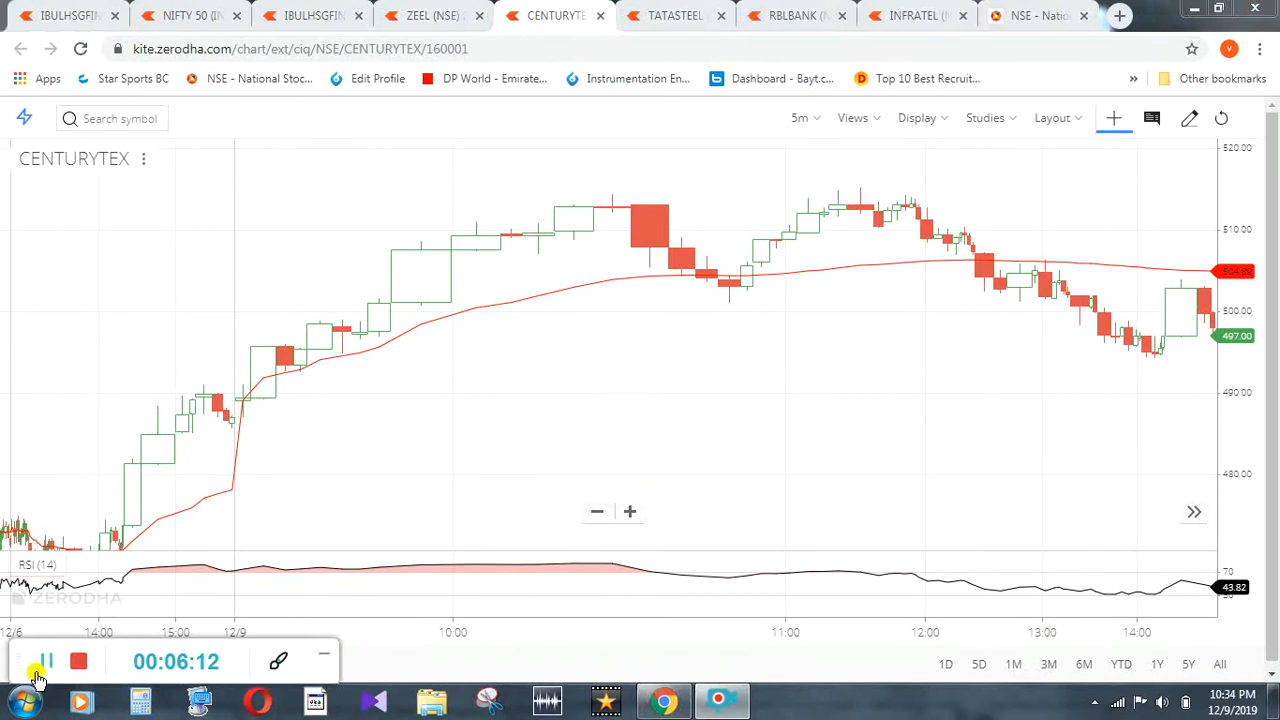 IBULHSGFIN
NIFTY 50 (IN
IBULHSGFIN
ZEEL (NSE)
CENTURYTE
TATASTEEL
RBLBANK (N
INFRATEL (N
NSE - Natio
kite.zerodha.com/chart/ext/ciq/NSE/CENTURYTEX/160001
V
Apps
Star Sports BC
NSE - National Stoc...
Edit Profile
DP World - Emirate...
Instrumentation En...
Dashboard - Bayt.c...
Top 10 Best Recruit...
»
Other bookmarks
Search symbol
5m
Views
Display
Studies
Layout
CENTURYTEX
520.00
510.00
504.89
500.00
497.00
490.00
480.00
RSI (14)
70
43.82
ZERODHA
12/6
14:00
15:00
12/9
10:00
11:00
12:00
13:00
14:00
00:06:12
1D
5D
1M
3M
6M
YTD
1Y
5Y
All
10:34 PM
12/9/2019